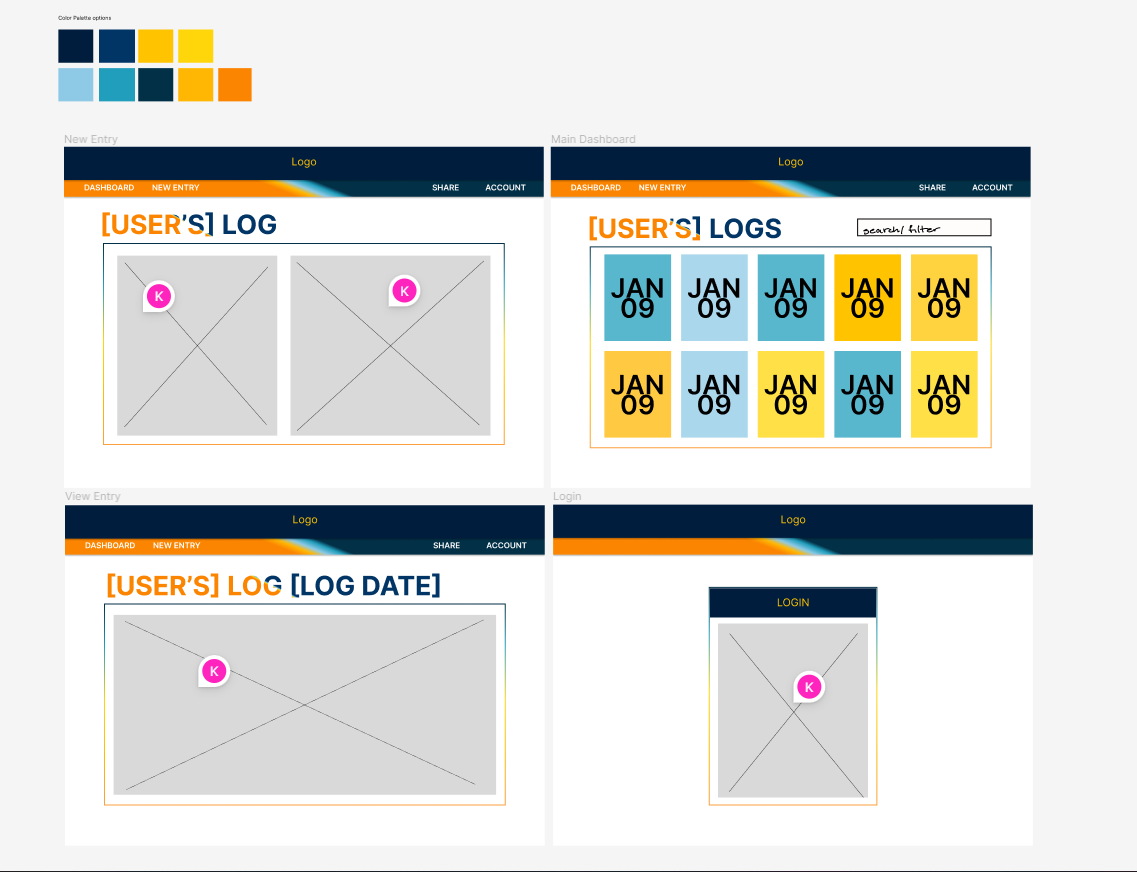 Color Palette options
New Entry
Logo
DASHBOARD NEW ENTRY SHARE ACCOUNT
[USER'S] LOG
K
K
Main Dashboard
Logo
DASHBOARD NEW ENTRY SHARE ACCOUNT
[USER'S] LOGS
search/ filter
JAN
09
JAN
09
JAN
09
JAN
09
JAN
09
JAN
09
JAN
09
JAN
09
JAN
09
JAN
09
View Entry
Logo
DASHBOARD NEW ENTRY SHARE ACCOUNT
[USER'S] LOG [LOG DATE]
K
Login
Logo
LOGIN
K